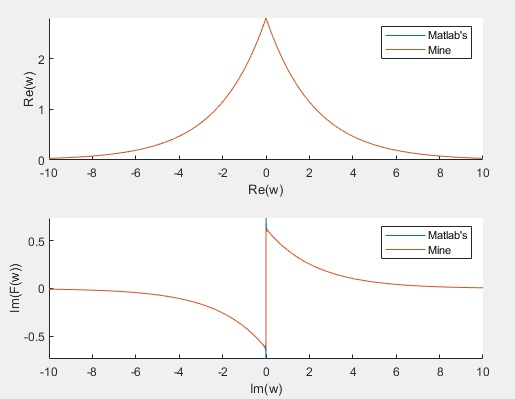 Matlab's
Mine
Re(w)
2
1
0
-10 -8 -6 -4 -2 0 2 4 6 8 10
Re(w)
Matlab's
Mine
Im(F(w))
0.5
0
-0.5
-10 -8 -6 -4 -2 0 2 4 6 8 10
Im(w)